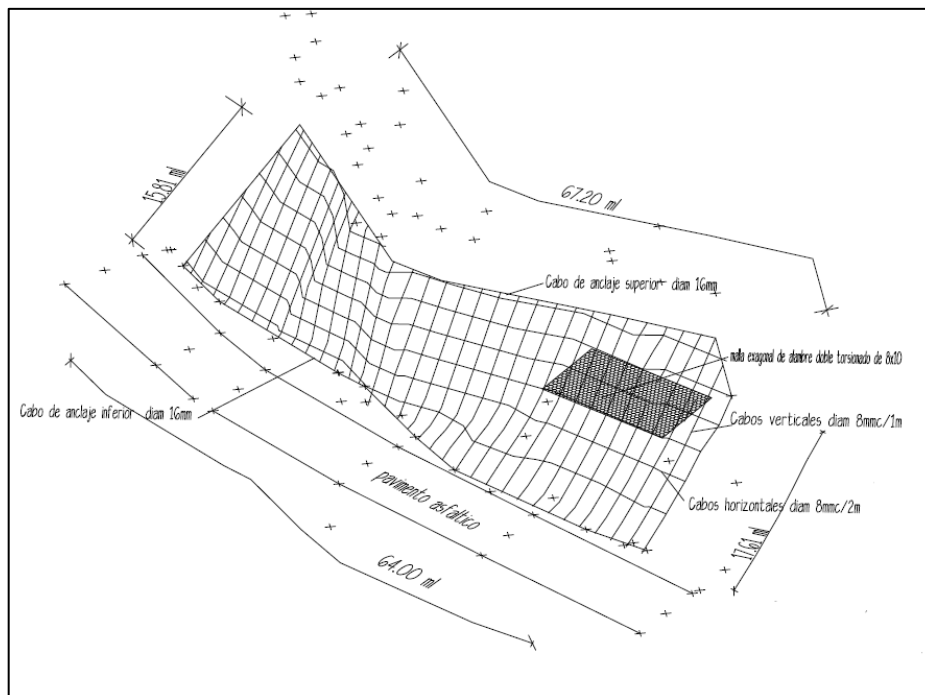 15.81 ml
67.20 ml
Cabo de anclaje superior diam 16mm
malla exagonal de alambre doble torsionado de 8x10
Cabo de anclaje inferior diam 16mm
Cabos verticales diam 8mmc/1m
Cabos horizontales diam 8mmc/2m
pavimento asfaltico
17.61 ml
64.00 ml